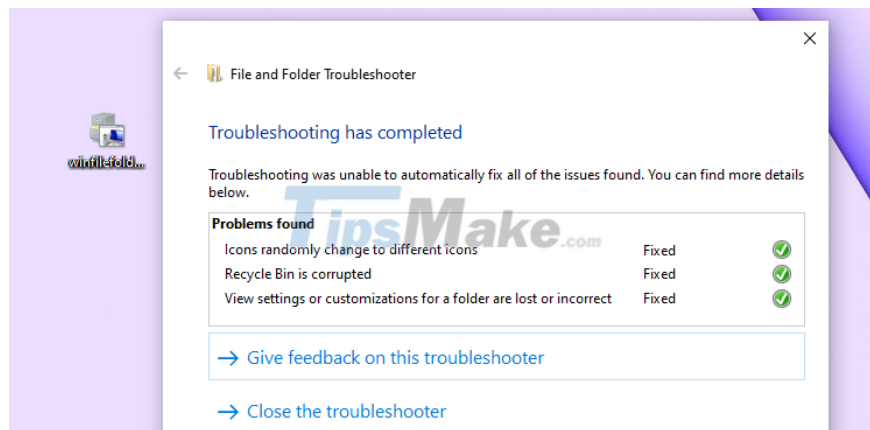 File and Folder Troubleshooter
winfilefold...
Troubleshooting has completed
Troubleshooting was unable to automatically fix all of the issues found. You can find more details
below.
TipsMake.com
Problems found
Icons randomly change to different icons Fixed
Recycle Bin is corrupted Fixed
View settings or customizations for a folder are lost or incorrect Fixed
→ Give feedback on this troubleshooter
→ Close the troubleshooter